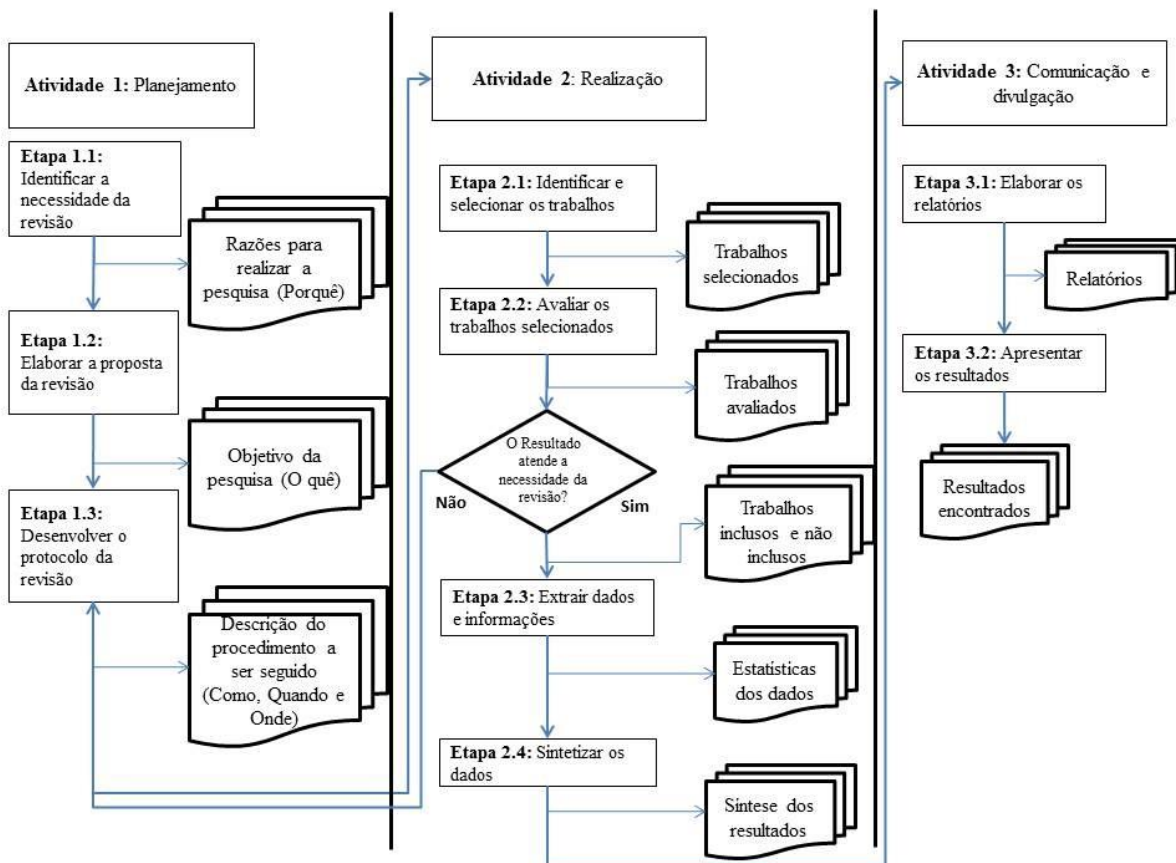 Atividade 1: Planejamento
Etapa 1.1:
Identificar a
necessidade da
revisão
Razões para
realizar a
pesquisa (Porquê)
Etapa 1.2:
Elaborar a proposta
da revisão
Objetivo da
pesquisa (O quê)
Etapa 1.3:
Desenvolver o
protocolo da
revisão
Descrição do
procedimento a
ser seguido
(Como, Quando e
Onde)
Atividade 2: Realização
Etapa 2.1: Identificar e
selecionar os trabalhos
Trabalhos
selecionados
Etapa 2.2: Avaliar os
trabalhos selecionados
Trabalhos
avaliados
O Resultado
atende a
necessidade da
revisão?
Não
Sim
Trabalhos
inclusos e não
inclusos
Etapa 2.3: Extrair dados
e informações
Estatísticas
dos dados
Etapa 2.4: Sintetizar os
dados
Síntese dos
resultados
Atividade 3: Comunicação e
divulgação
Etapa 3.1: Elaborar os
relatórios
Relatórios
Etapa 3.2: Apresentar
os resultados
Resultados
encontrados